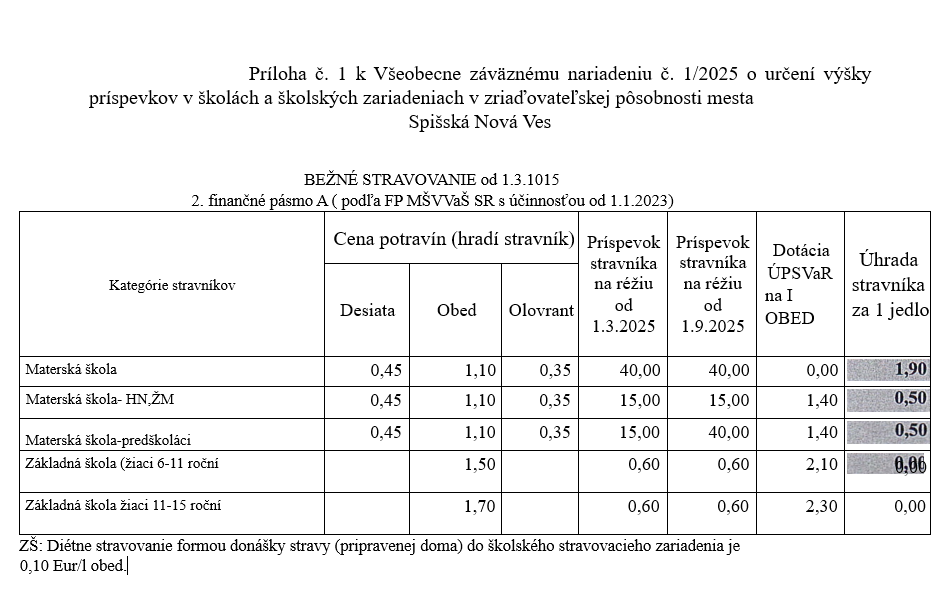 Príloha č. 1 k Všeobecne záväznému nariadeniu č. 1/2025 o určení výšky
príspevkov v školách a školských zariadeniach v zriaďovateľskej pôsobnosti mesta
Spišská Nová Ves
BEŽNÉ STRAVOVANIE od 1.3.1015
2. finančné pásmo A ( podľa FP MŠVVaŠ SR s účinnosťou od 1.1.2023)
Kategórie stravníkov
Cena potravín (hradí stravník)
Desiata
Obed
Olovrant
Príspevok
stravníka
na réžiu
od
1.3.2025
Príspevok
stravníka
na réžiu
od
1.9.2025
Dotácia
ÚPSVaR
na I
OBED
Úhrada
stravníka
za 1 jedlo
Materská škola 0,45 1,10 0,35 40,00 40,00 0,00 1,90
Materská škola- HN,ŽM 0,45 1,10 0,35 15,00 15,00 1,40 0,50
Materská škola-predškoláci 0,45 1,10 0,35 15,00 40,00 1,40 0,50
Základná škola (žiaci 6-11 roční 1,50 0,60 0,60 2,10 0,00
Základná škola žiaci 11-15 roční 1,70 0,60 0,60 2,30 0,00
ZŠ: Diétne stravovanie formou donášky stravy (pripravenej doma) do školského stravovacieho zariadenia je
0,10 Eur/l obed.